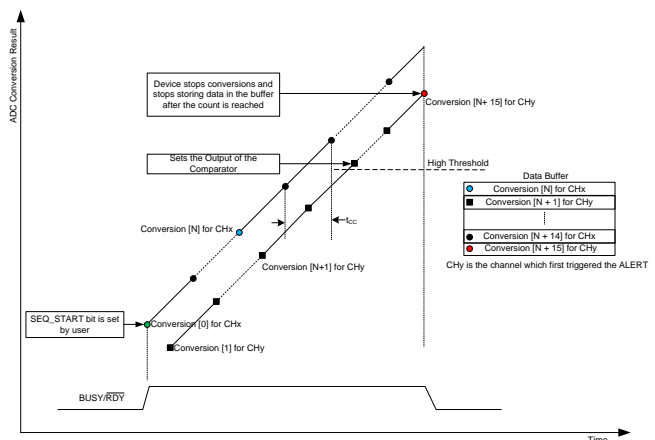 ADC Conversion Result
Device stops conversions and
stops storing data in the buffer
after the count is reached
Conversion [N+ 15] for CHy
Sets the Output of the
Comparator
High Threshold
Data Buffer
Conversion [N] for CHx
Conversion [N + 1] for CHy
Conversion [N + 14] for CHx
Conversion [N + 15] for CHy
CHy is the channel which first triggered the ALERT
Conversion [N] for CHx
tCC
Conversion [N+1] for CHy
SEQ_START bit is set
by user
Conversion [0] for CHx
Conversion [1] for CHy
BUSY/RDY
Time